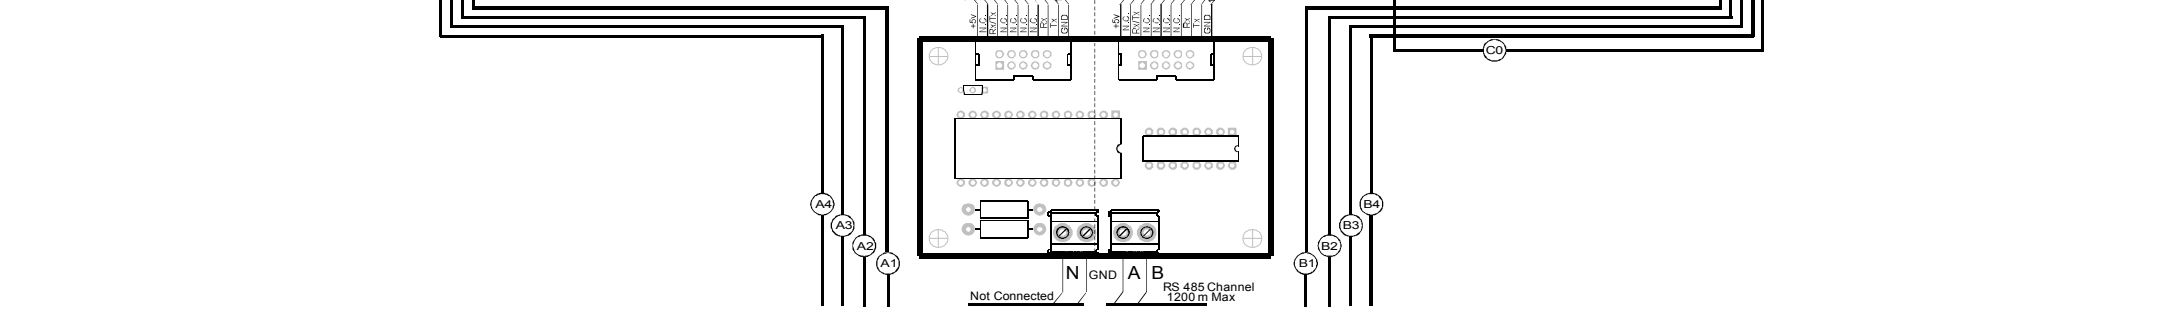 +5v
N.C.
Rx/Tx
N.C.
N.C.
N.C.
N.C.
Rx
Tx
GND
+5v
N.C.
Rx/Tx
N.C.
N.C.
N.C.
N.C.
Rx
Tx
GND
C0
A4
A3
A2
A1
B4
B3
B2
B1
N GND A B
Not Connected
RS 485 Channel
1200 m Max